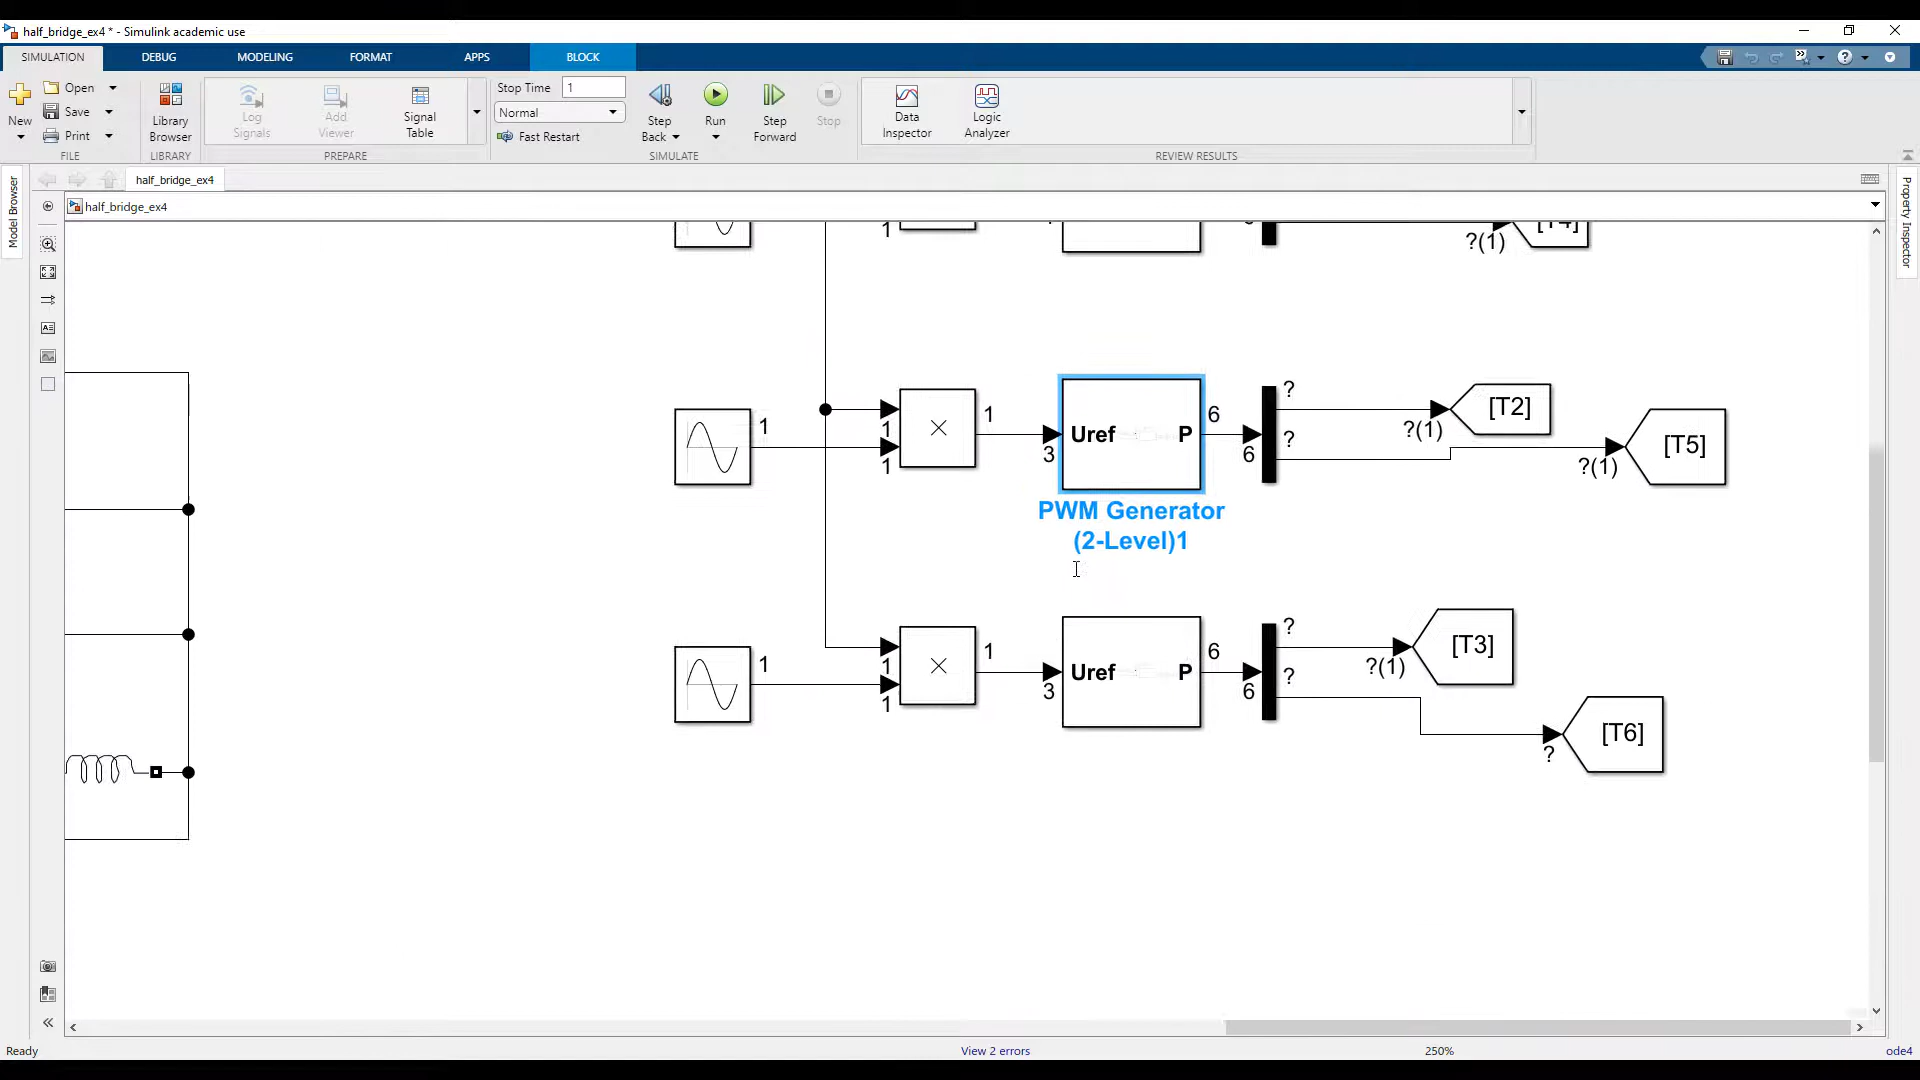 half_bridge_ex4 * - Simulink academic use
SIMULATION
DEBUG
MODELING
FORMAT
APPS
BLOCK
New
Open
Save
Print
FILE
Library
Browser
LIBRARY
Log
Signals
Add
Viewer
Signal
Table
PREPARE
Stop Time 1
Normal
Fast Restart
Step
Back
Run
Step
Forward
Stop
SIMULATE
Data
Inspector
Logic
Analyzer
REVIEW RESULTS
Model Browser
half_bridge_ex4
half_bridge_ex4
Property Inspector
1
?(1)
[T4]
1
1
1
1
3
Uref
P
6
6
?
?
?(1)
[T2]
?(1)
[T5]
PWM Generator
(2-Level)1
1
1
1
1
3
Uref
P
6
6
?
?
?(1)
[T3]
?
[T6]
Ready
View 2 errors
250%
ode4